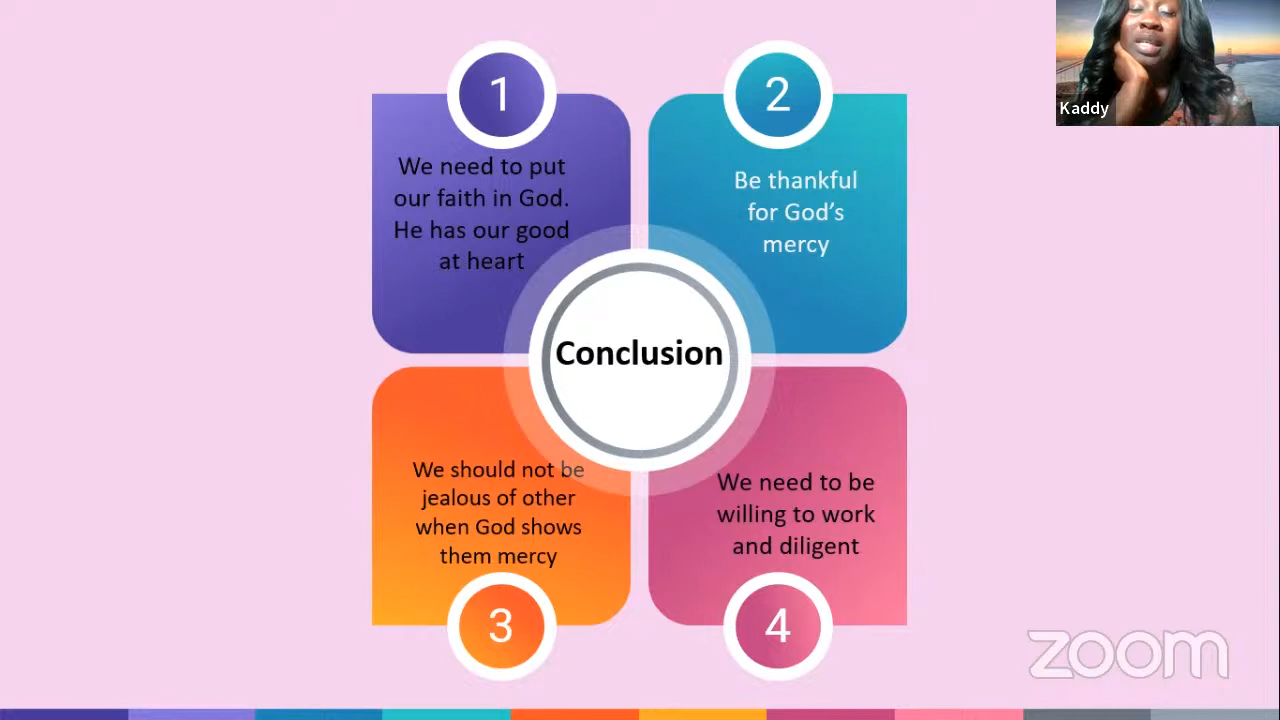 1
We need to put
our faith in God.
He has our good
at heart
2
Be thankful
for God's
mercy
Conclusion
We should not be
jealous of other
when God shows
them mercy
3
We need to be
willing to work
and diligent
4
Kaddy
zoom